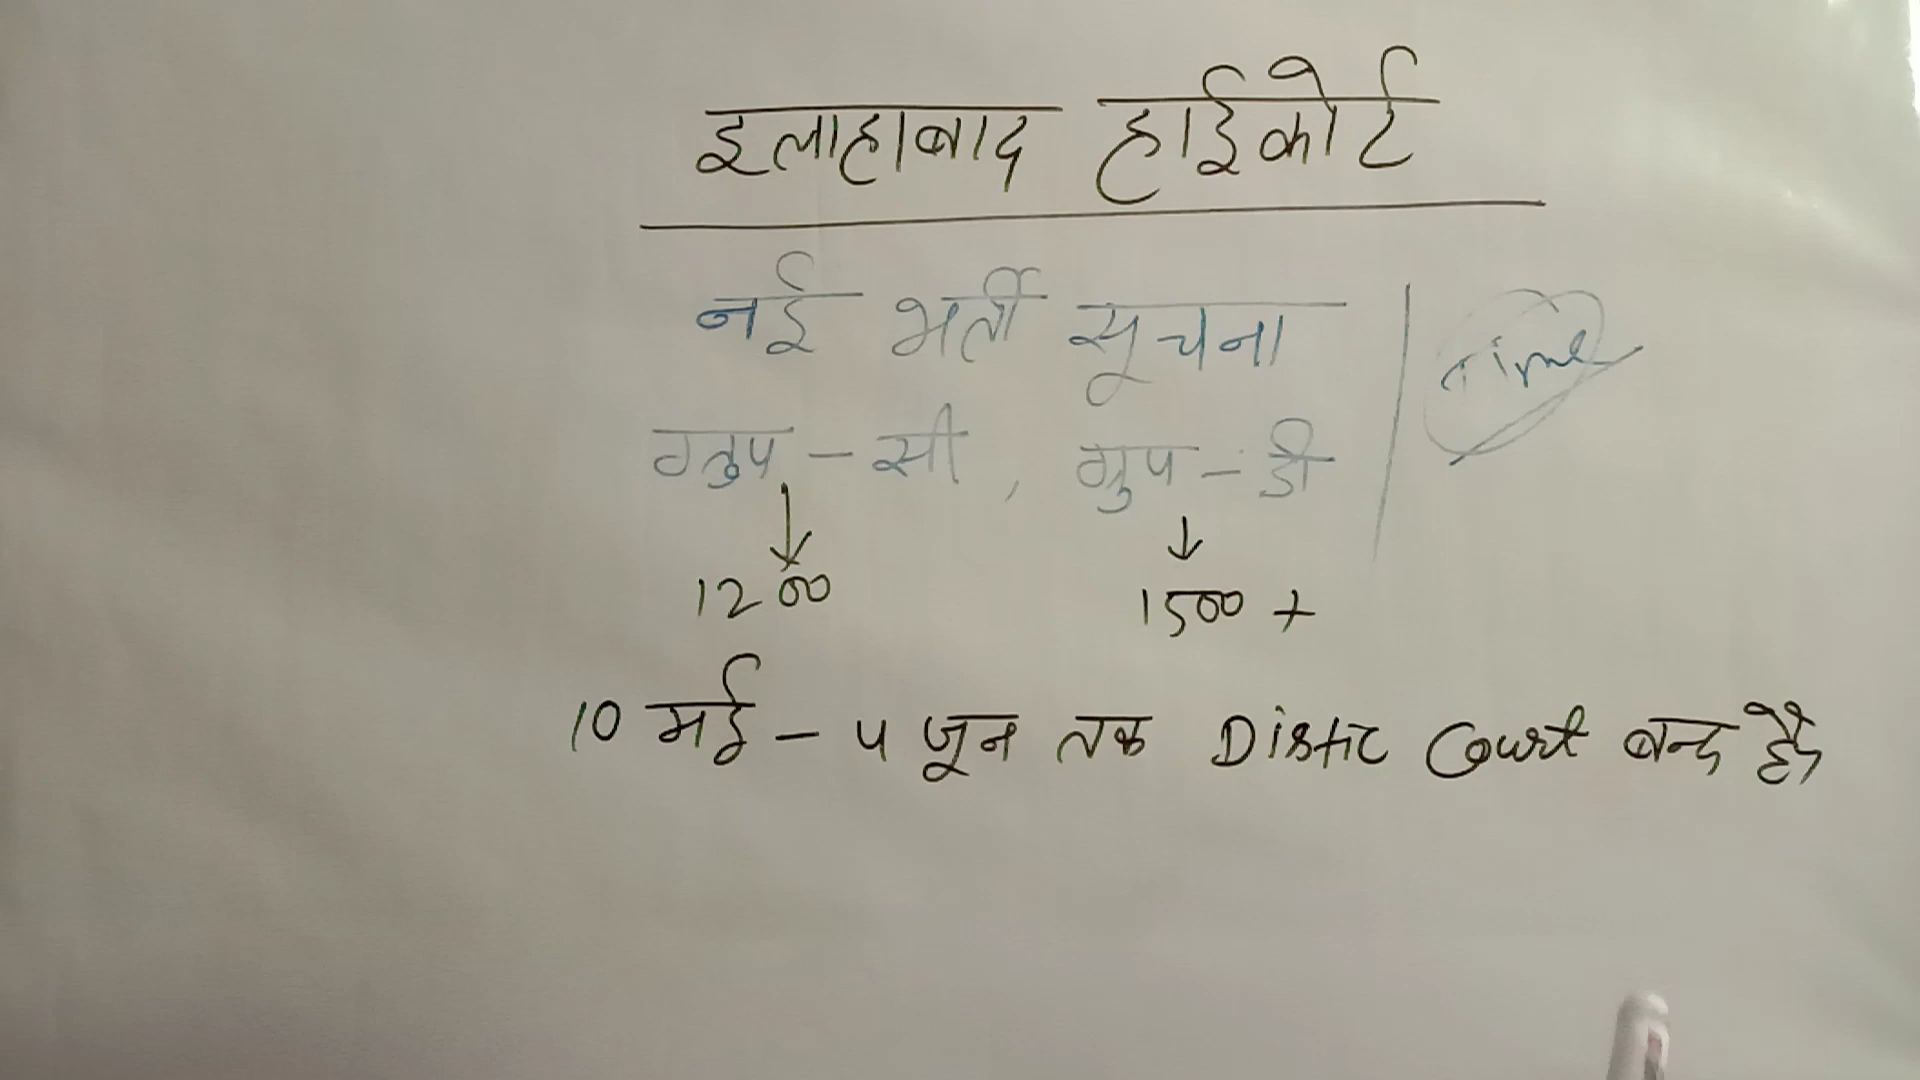 इलाहाबाद हाईकोर्ट
नई भर्ती सूचना
Time
ग्रुप - सी , ग्रुप - डी
↓ ↓
1200 1500 +
10 मई - 4 जून तक Distic Court बन्द है